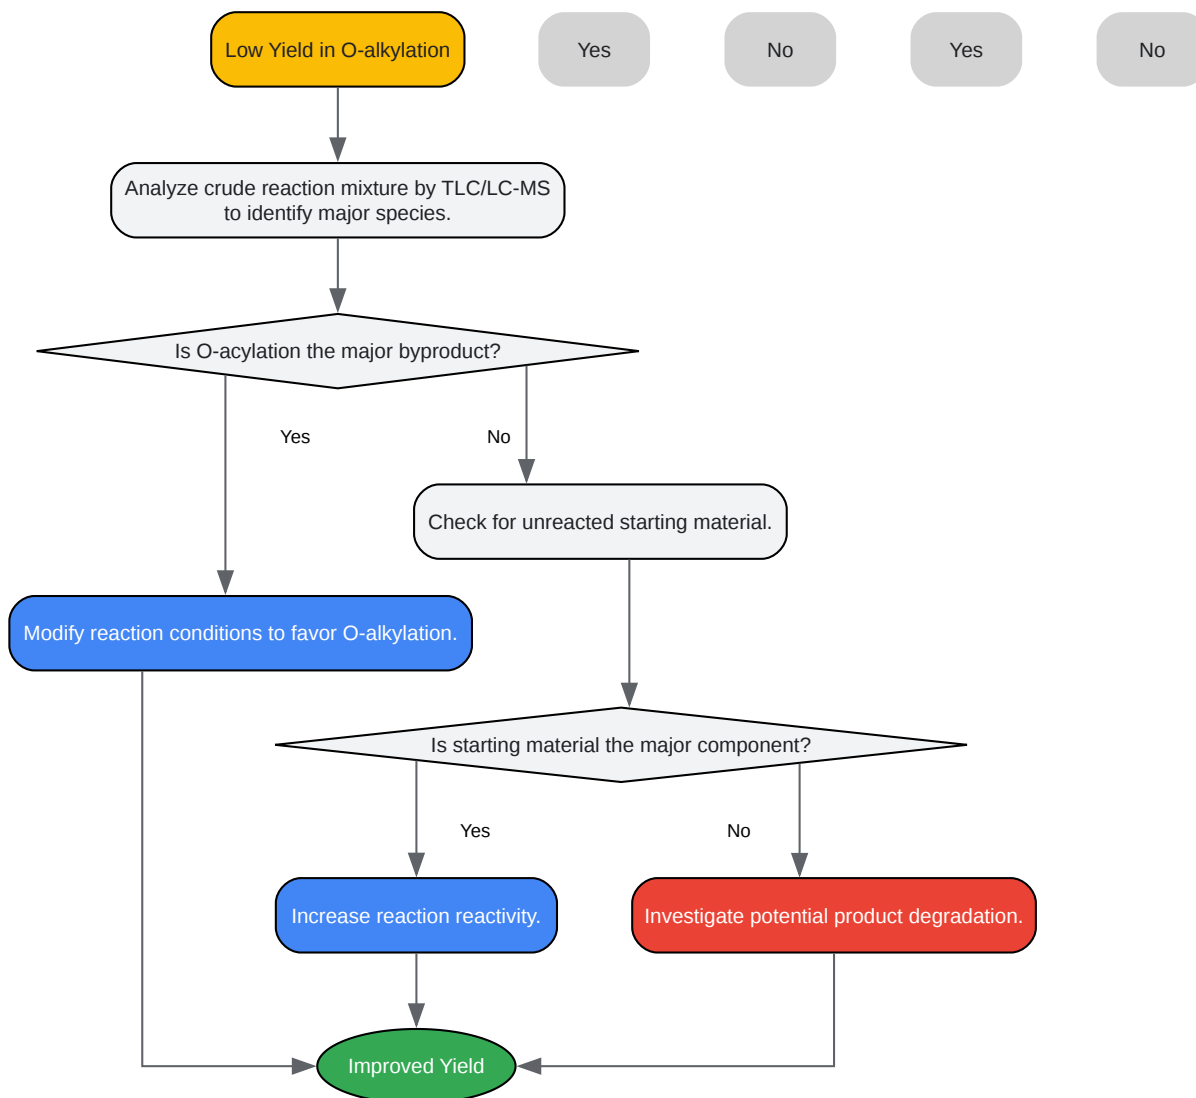 Low Yield in O-alkylation
Yes
No
Yes
No
Analyze crude reaction mixture by TLC/LC-MS
to identify major species.
Is O-acylation the major byproduct?
Yes
No
Check for unreacted starting material.
Modify reaction conditions to favor O-alkylation.
Is starting material the major component?
Yes
No
Increase reaction reactivity.
Investigate potential product degradation.
Improved Yield